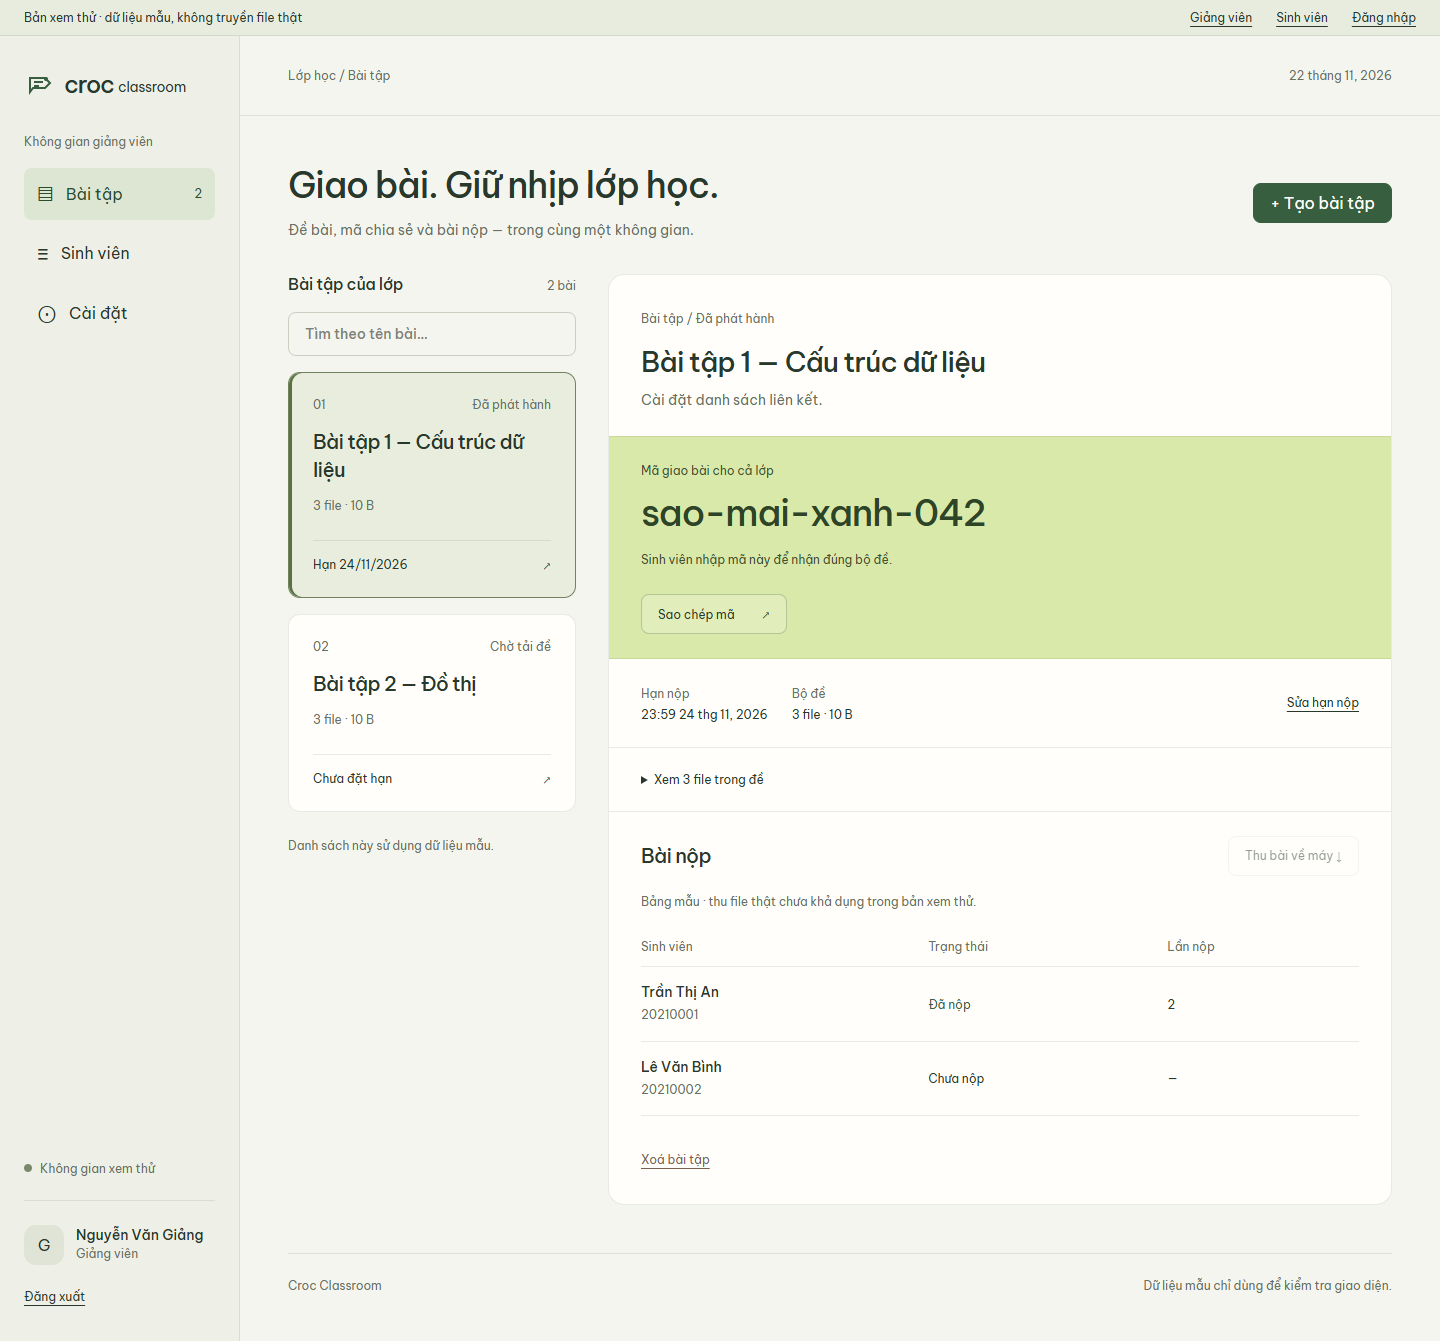 Bản xem thử · dữ liệu mẫu, không truyền file thật
Giảng viên Sinh viên Đăng nhập
croc classroom
Không gian giảng viên
Bài tập 2
Sinh viên
Cài đặt
Không gian xem thử
G
Nguyễn Văn Giảng
Giảng viên
Đăng xuất
Lớp học / Bài tập
22 tháng 11, 2026
Giao bài. Giữ nhịp lớp học.
Đề bài, mã chia sẻ và bài nộp — trong cùng một không gian.
+ Tạo bài tập
Bài tập của lớp 2 bài
Tìm theo tên bài...
01 Đã phát hành
Bài tập 1 — Cấu trúc dữ
liệu
3 file · 10 B
Hạn 24/11/2026 ↗
02 Chờ tải đề
Bài tập 2 — Đồ thị
3 file · 10 B
Chưa đặt hạn ↗
Danh sách này sử dụng dữ liệu mẫu.
Bài tập / Đã phát hành
Bài tập 1 — Cấu trúc dữ liệu
Cài đặt danh sách liên kết.
Mã giao bài cho cả lớp
sao-mai-xanh-042
Sinh viên nhập mã này để nhận đúng bộ đề.
Sao chép mã ↗
Hạn nộp Bộ đề
23:59 24 thg 11, 2026 3 file · 10 B
Sửa hạn nộp
▶ Xem 3 file trong đề
Bài nộp
Thu bài về máy ↓
Bảng mẫu · thu file thật chưa khả dụng trong bản xem thử.
Sinh viên Trạng thái Lần nộp
Trần Thị An
20210001
Đã nộp 2
Lê Văn Bình
20210002
Chưa nộp —
Xoá bài tập
Croc Classroom
Dữ liệu mẫu chỉ dùng để kiểm tra giao diện.